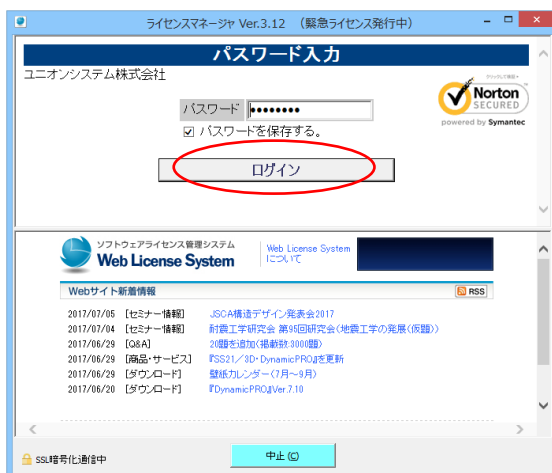 ライセンスマネージャ Ver.3.12 （緊急ライセンス発行中）
パスワード入力
ユニオンシステム株式会社
パスワード ••••••••
パスワードを保存する。
ログイン
Norton
SECURED
powered by Symantec
ソフトウェアライセンス管理システム
Web License System
Web License System
について
Webサイト新着情報
RSS
2017/07/05 [セミナー情報] JSCA構造デザイン発表会2017
2017/07/04 [セミナー情報] 耐震工学研究会 第95回研究会（地震工学の発展（仮題））
2017/06/29 [Q&A] 20題を追加（掲載数:3000題）
2017/06/29 [商品・サービス] 『SS21／3D・DynamicPRO』を更新
2017/06/29 [ダウンロード] 壁紙カレンダー（7月～9月）
2017/06/20 [ダウンロード] 『DynamicPRO』Ver.7.10
SSL暗号化通信中
中止(C)